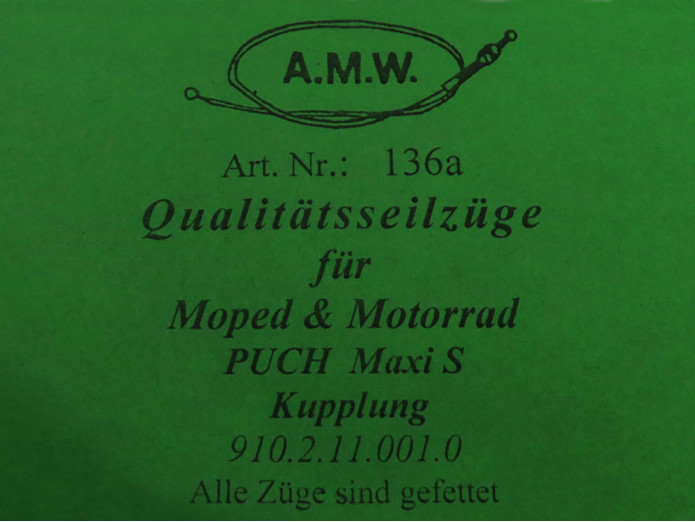 A.M.W.
Art. Nr.: 136a
Qualitätsseilzüge
für
Moped & Motorrad
PUCH Maxi S
Kupplung
910.2.11.001.0
Alle Züge sind gefettet